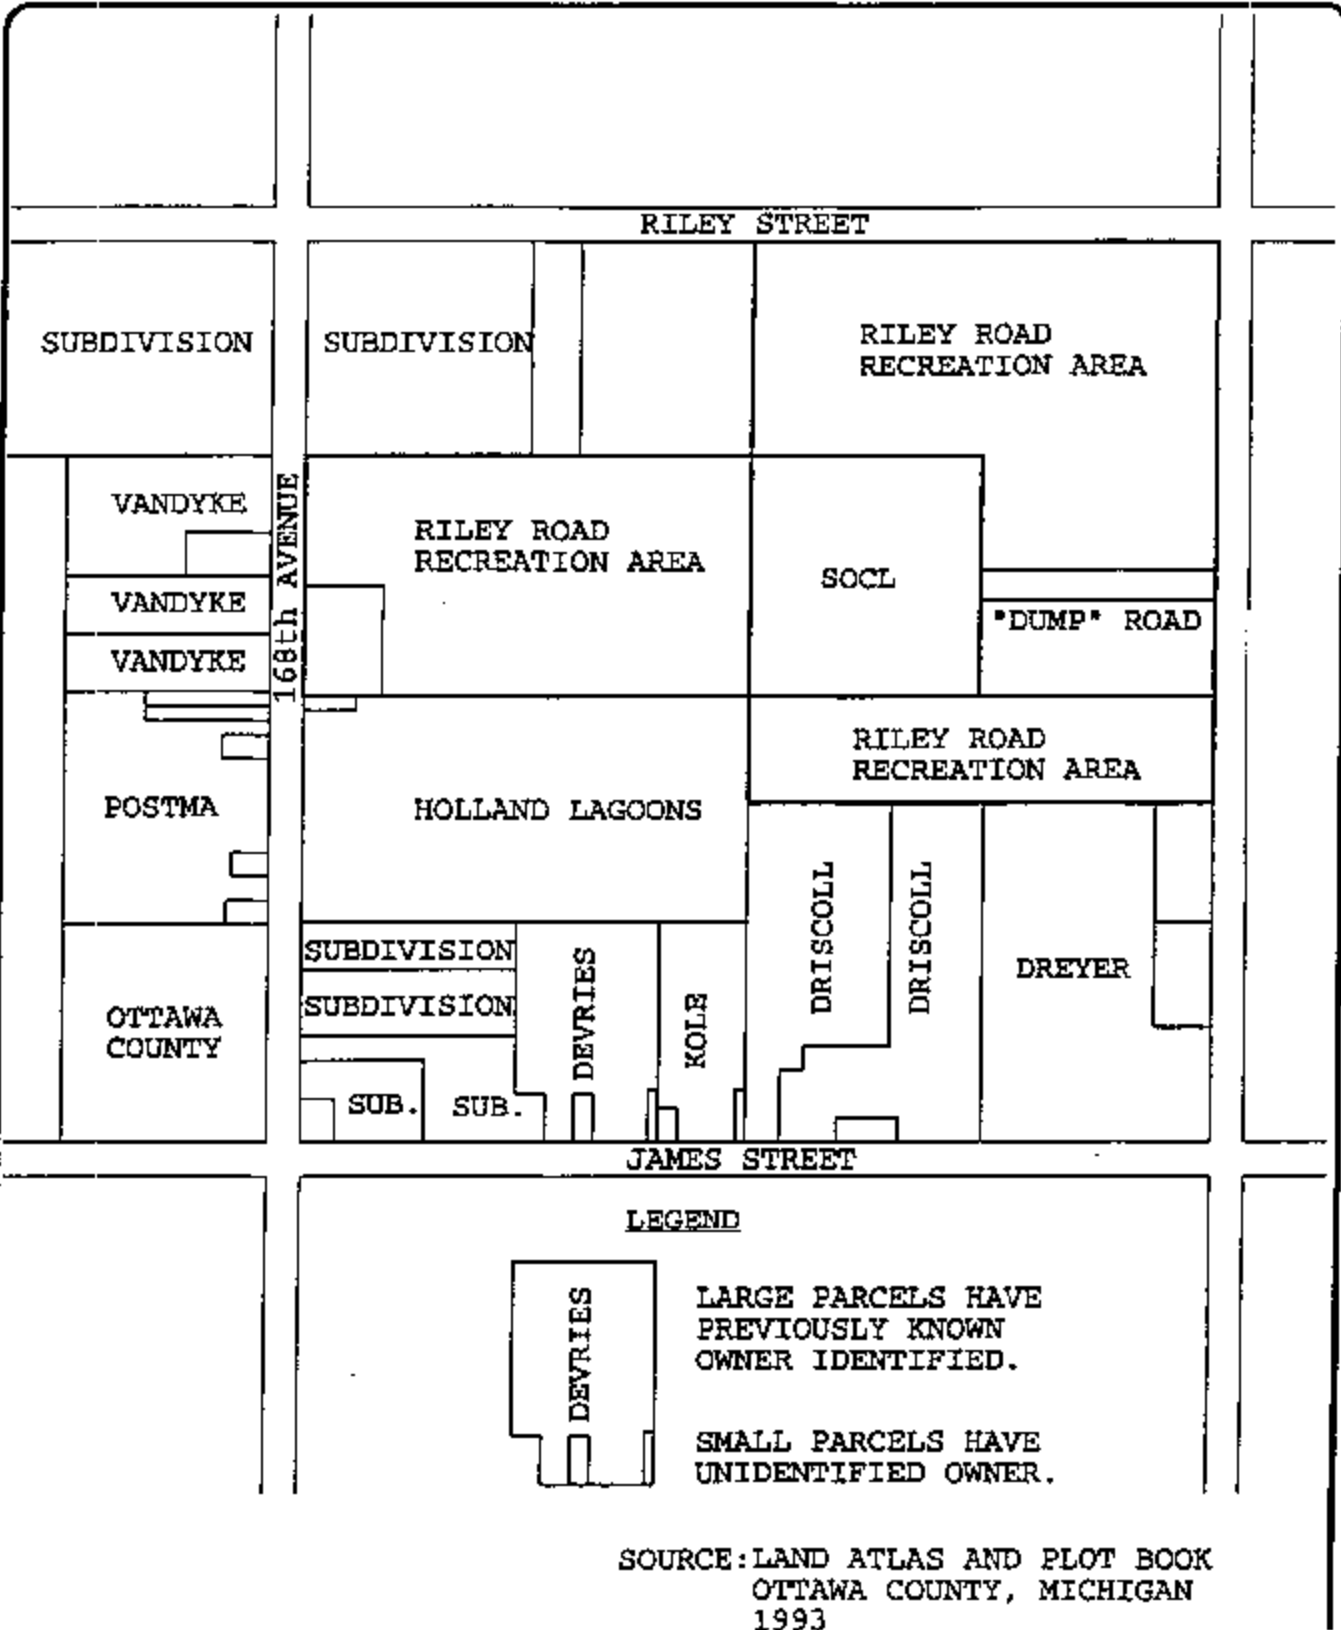 RILEY STREET
SUBDIVISION
SUBDIVISION
RILEY ROAD
RECREATION AREA
168th AVENUE
VANDYKE
VANDYKE
VANDYKE
RILEY ROAD
RECREATION AREA
SOCL
"DUMP" ROAD
POSTMA
HOLLAND LAGOONS
RILEY ROAD
RECREATION AREA
OTTAWA
COUNTY
SUBDIVISION
SUBDIVISION
SUB.
SUB.
DEVRIES
KOLE
DRISCOLL
DRISCOLL
DREYER
JAMES STREET
LEGEND
DEVRIES
LARGE PARCELS HAVE
PREVIOUSLY KNOWN
OWNER IDENTIFIED.
SMALL PARCELS HAVE
UNIDENTIFIED OWNER.
SOURCE:LAND ATLAS AND PLOT BOOK
OTTAWA COUNTY, MICHIGAN
1993